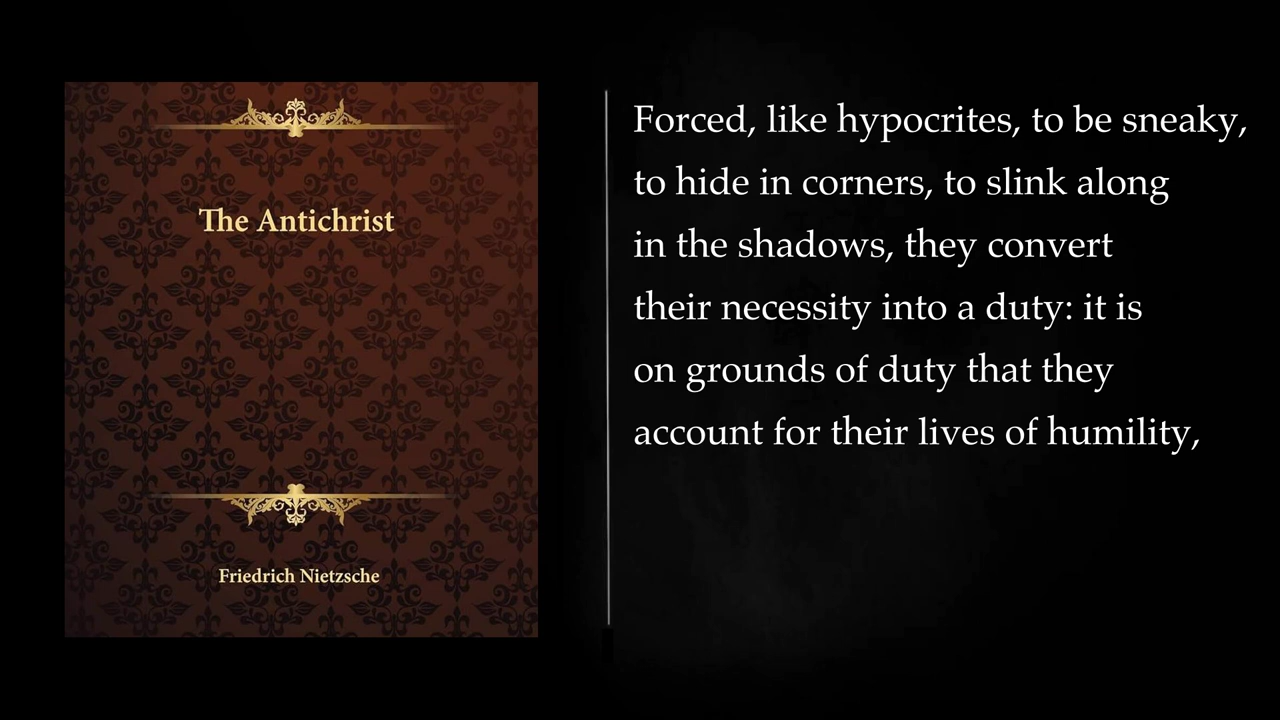 The Antichrist
Friedrich Nietzsche
Forced, like hypocrites, to be sneaky,
to hide in corners, to slink along
in the shadows, they convert
their necessity into a duty: it is
on grounds of duty that they
account for their lives of humility,